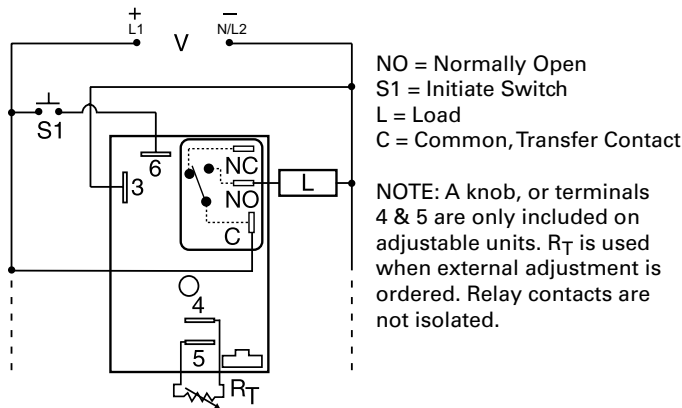 +
L1
V
–
N/L2
S1
6
3
NC
NO
C
L
4
5
RT
NO = Normally Open
S1 = Initiate Switch
L = Load
C = Common, Transfer Contact
NOTE: A knob, or terminals
4 & 5 are only included on
adjustable units. RT is used
when external adjustment is
ordered. Relay contacts are
not isolated.